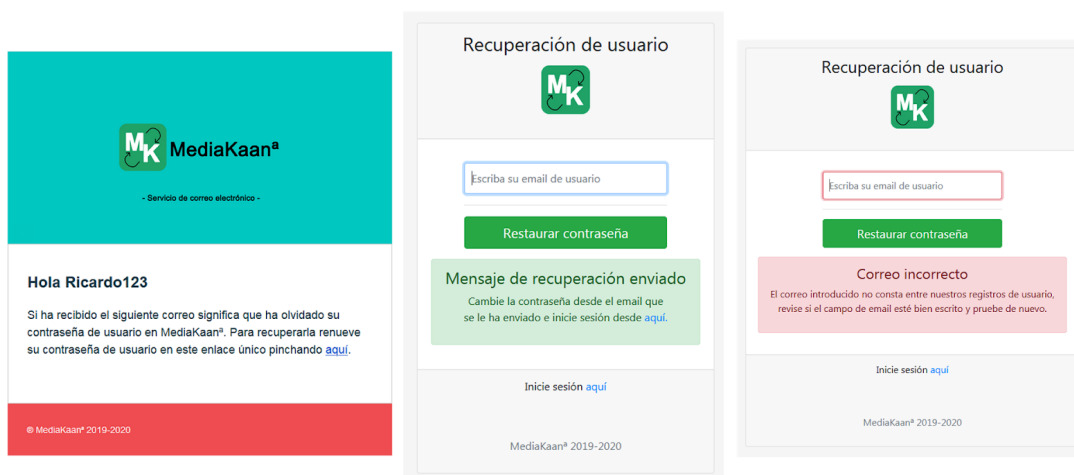 MK MediaKaanª
- Servicio de correo electrónico -
Hola Ricardo123
Si ha recibido el siguiente correo significa que ha olvidado su
contraseña de usuario en MediaKaanª. Para recuperarla renueve
su contraseña de usuario en este enlace único pinchando aquí.
® MediaKaanª 2019-2020
Recuperación de usuario
MK
Escriba su email de usuario
Restaurar contraseña
Mensaje de recuperación enviado
Cambie la contraseña desde el email que
se le ha enviado e inicie sesión desde aquí.
Inicie sesión aquí
MediaKaanª 2019-2020
Recuperación de usuario
MK
Escriba su email de usuario
Restaurar contraseña
Correo incorrecto
El correo introducido no consta entre nuestros registros de usuario,
revise si el campo de email esté bien escrito y pruebe de nuevo.
Inicie sesión aquí
MediaKaanª 2019-2020